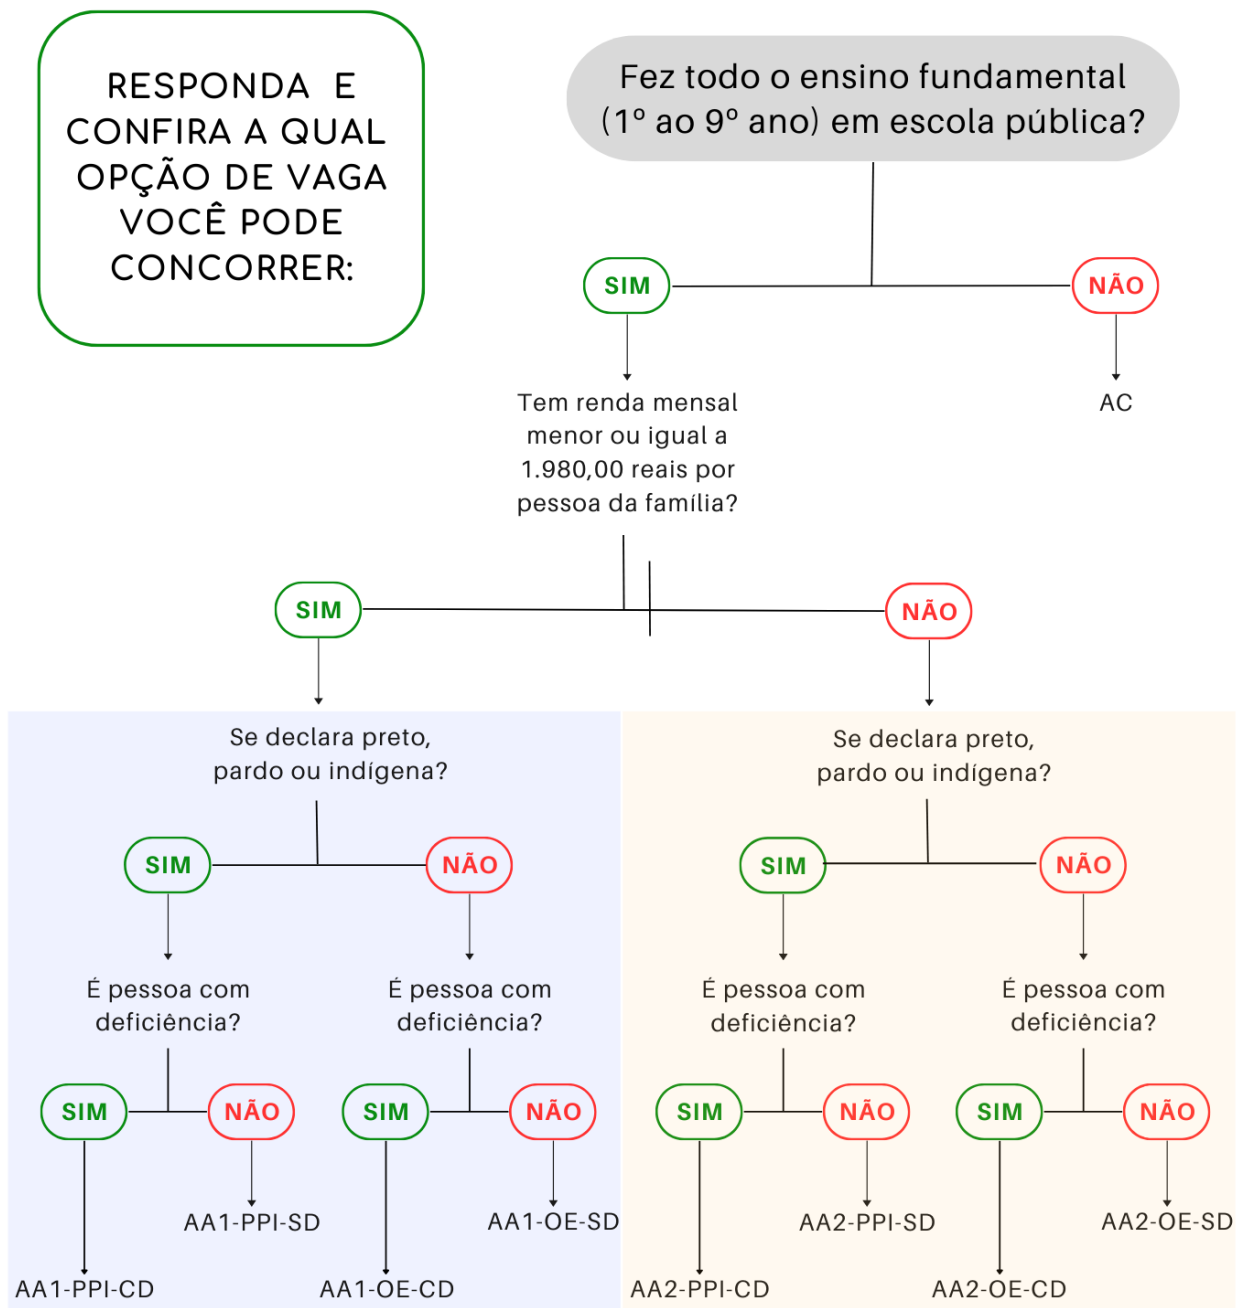 RESPONDA E
CONFIRA A QUAL
OPÇÃO DE VAGA
VOCÊ PODE
CONCORRER:
Fez todo o ensino fundamental
(1º ao 9º ano) em escola pública?
SIM
NÃO
Tem renda mensal
menor ou igual a
1.980,00 reais por
pessoa da família?
AC
SIM
NÃO
Se declara preto,
pardo ou indígena?
Se declara preto,
pardo ou indígena?
SIM
NÃO
SIM
NÃO
É pessoa com
deficiência?
É pessoa com
deficiência?
É pessoa com
deficiência?
É pessoa com
deficiência?
SIM
NÃO
SIM
NÃO
SIM
NÃO
SIM
NÃO
AA1-PPI-SD
AA1-OE-SD
AA2-PPI-SD
AA2-OE-SD
AA1-PPI-CD
AA1-OE-CD
AA2-PPI-CD
AA2-OE-CD